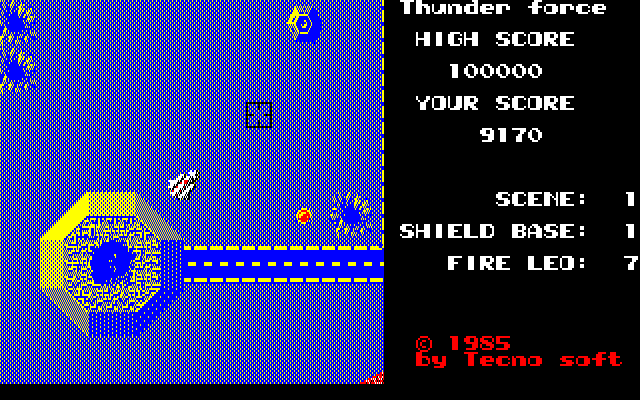 Thunder force
HIGH SCORE
100000
YOUR SCORE
9170
SCENE: 1
SHIELD BASE: 1
FIRE LEO: 7
© 1985
by Tecno soft